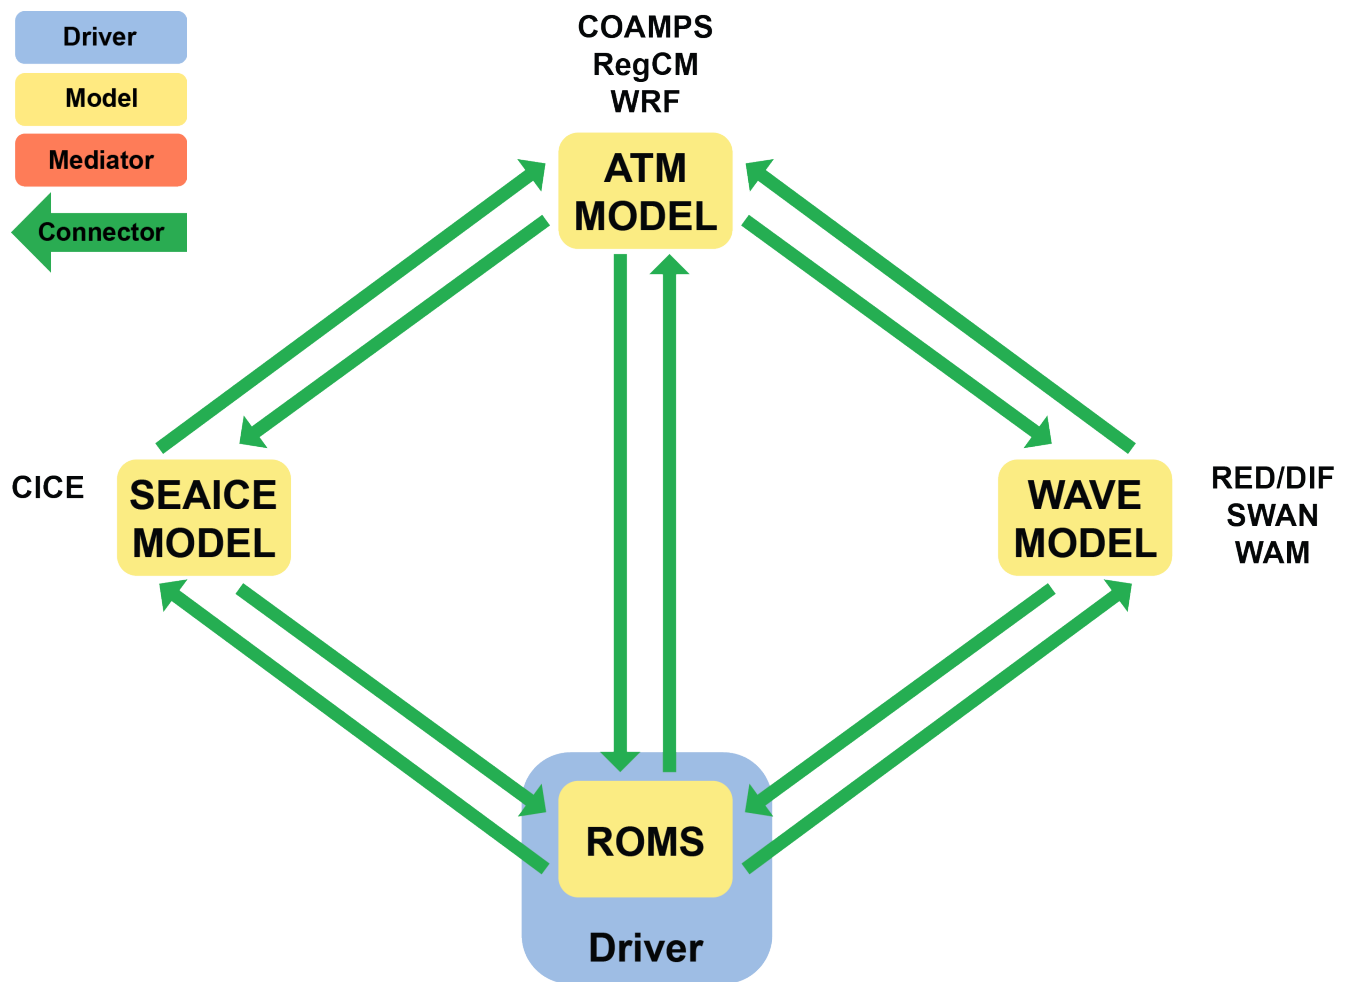 Driver
Model
Mediator
Connector
COAMPS
RegCM
WRF
ATM
MODEL
CICE
SEAICE
MODEL
WAVE
MODEL
RED/DIF
SWAN
WAM
ROMS
Driver